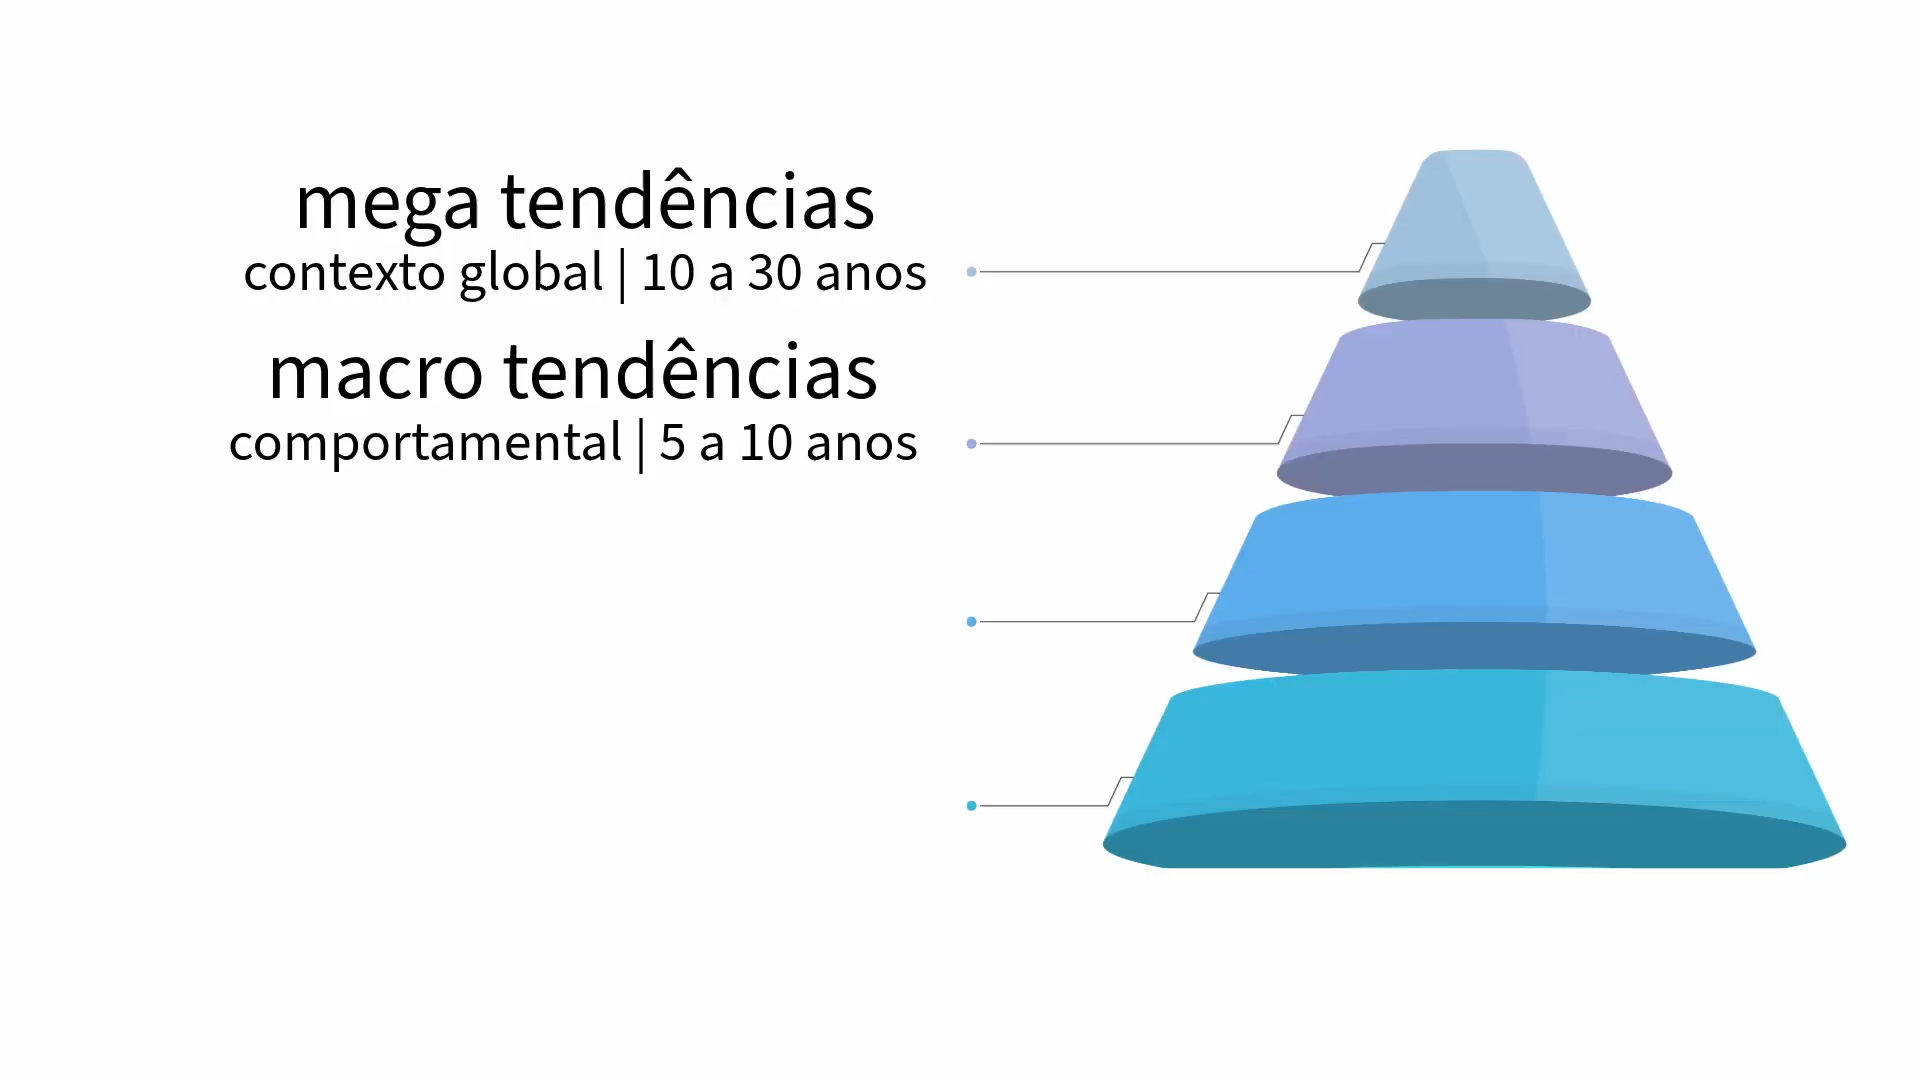 mega tendências
contexto global | 10 a 30 anos
macro tendências
comportamental | 5 a 10 anos